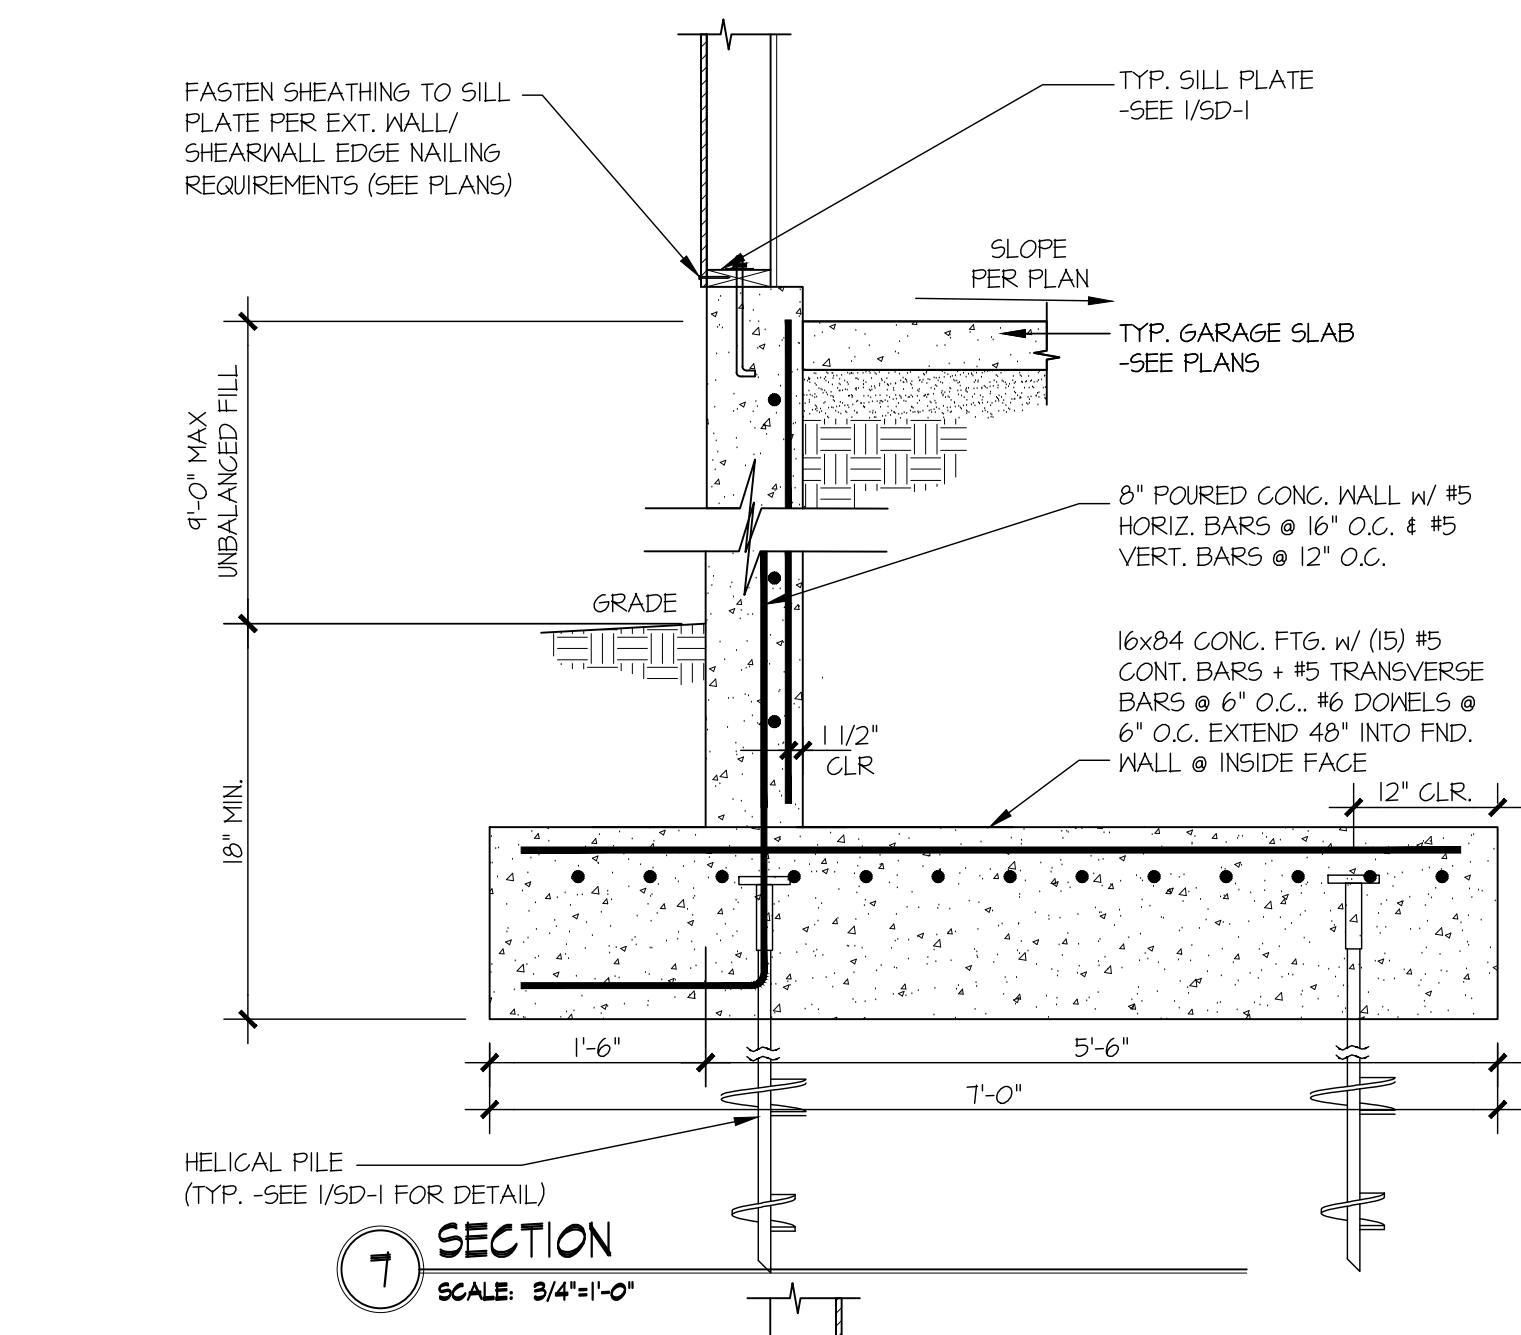 FASTEN SHEATHING TO SILL
PLATE PER EXT. WALL/
SHEARWALL EDGE NAILING
REQUIREMENTS (SEE PLANS)
TYP. SILL PLATE
-SEE 1/SD-1
SLOPE
PER PLAN
TYP. GARAGE SLAB
-SEE PLANS
9'-0" MAX
UNBALANCED FILL
8" POURED CONC. WALL w/ #5
HORIZ. BARS @ 16" O.C. & #5
VERT. BARS @ 12" O.C.
GRADE
16x84 CONC. FTG. w/ (15) #5
CONT. BARS + #5 TRANSVERSE
BARS @ 6" O.C.. #6 DOWELS @
6" O.C. EXTEND 48" INTO FND.
WALL @ INSIDE FACE
1 1/2"
CLR
12" CLR.
18" MIN.
1'-6"
5'-6"
7'-0"
HELICAL PILE
(TYP. -SEE 1/SD-1 FOR DETAIL)
7
SECTION
SCALE: 3/4"=1'-0"